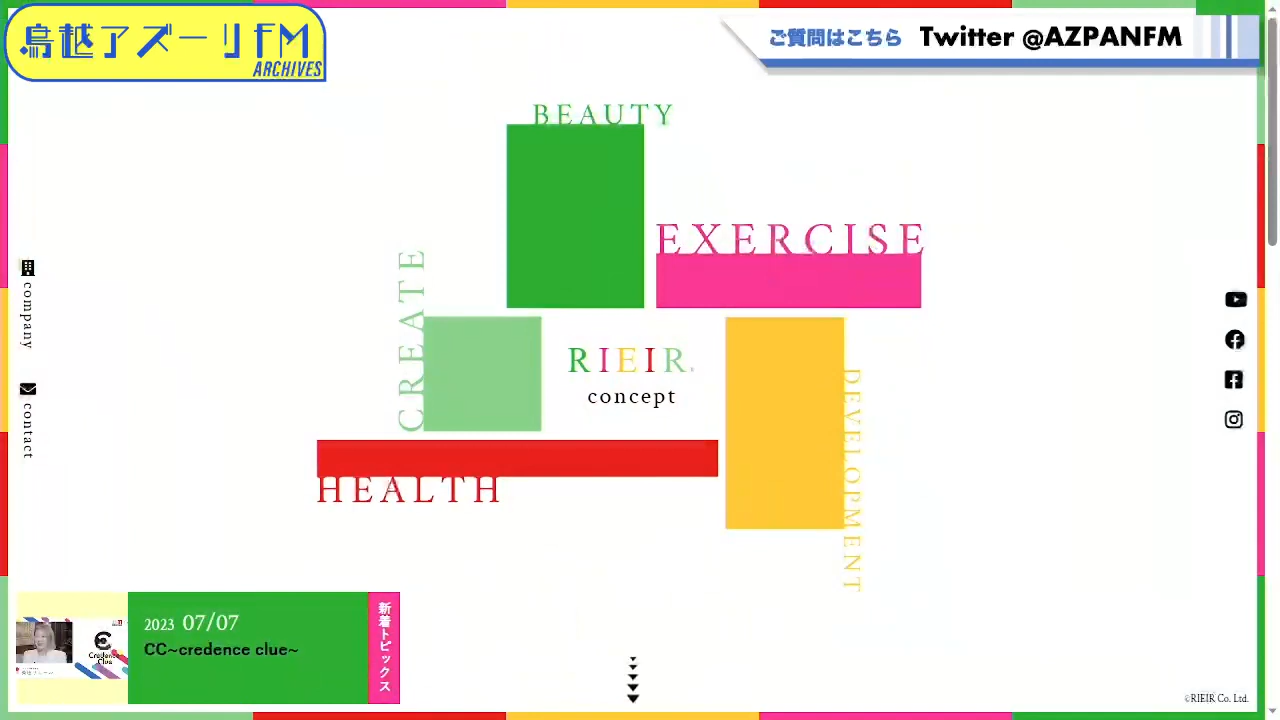 鳥越アズーリFM
ARCHIVES
ご質問はこちら Twitter @AZPANFM
BEAUTY
EXERCISE
CREATE
RIEIR
concept
DEVELOPMENT
HEALTH
company
contact
2023 07/07
CC~credence clue~
新着トピックス
Credence
Clue
©RIEIR Co. Ltd.